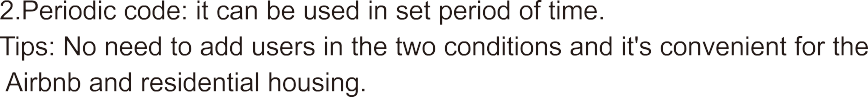 2.Periodic code: it can be used in set period of time.
Tips: No need to add users in the two conditions and it's convenient for the
Airbnb and residential housing.